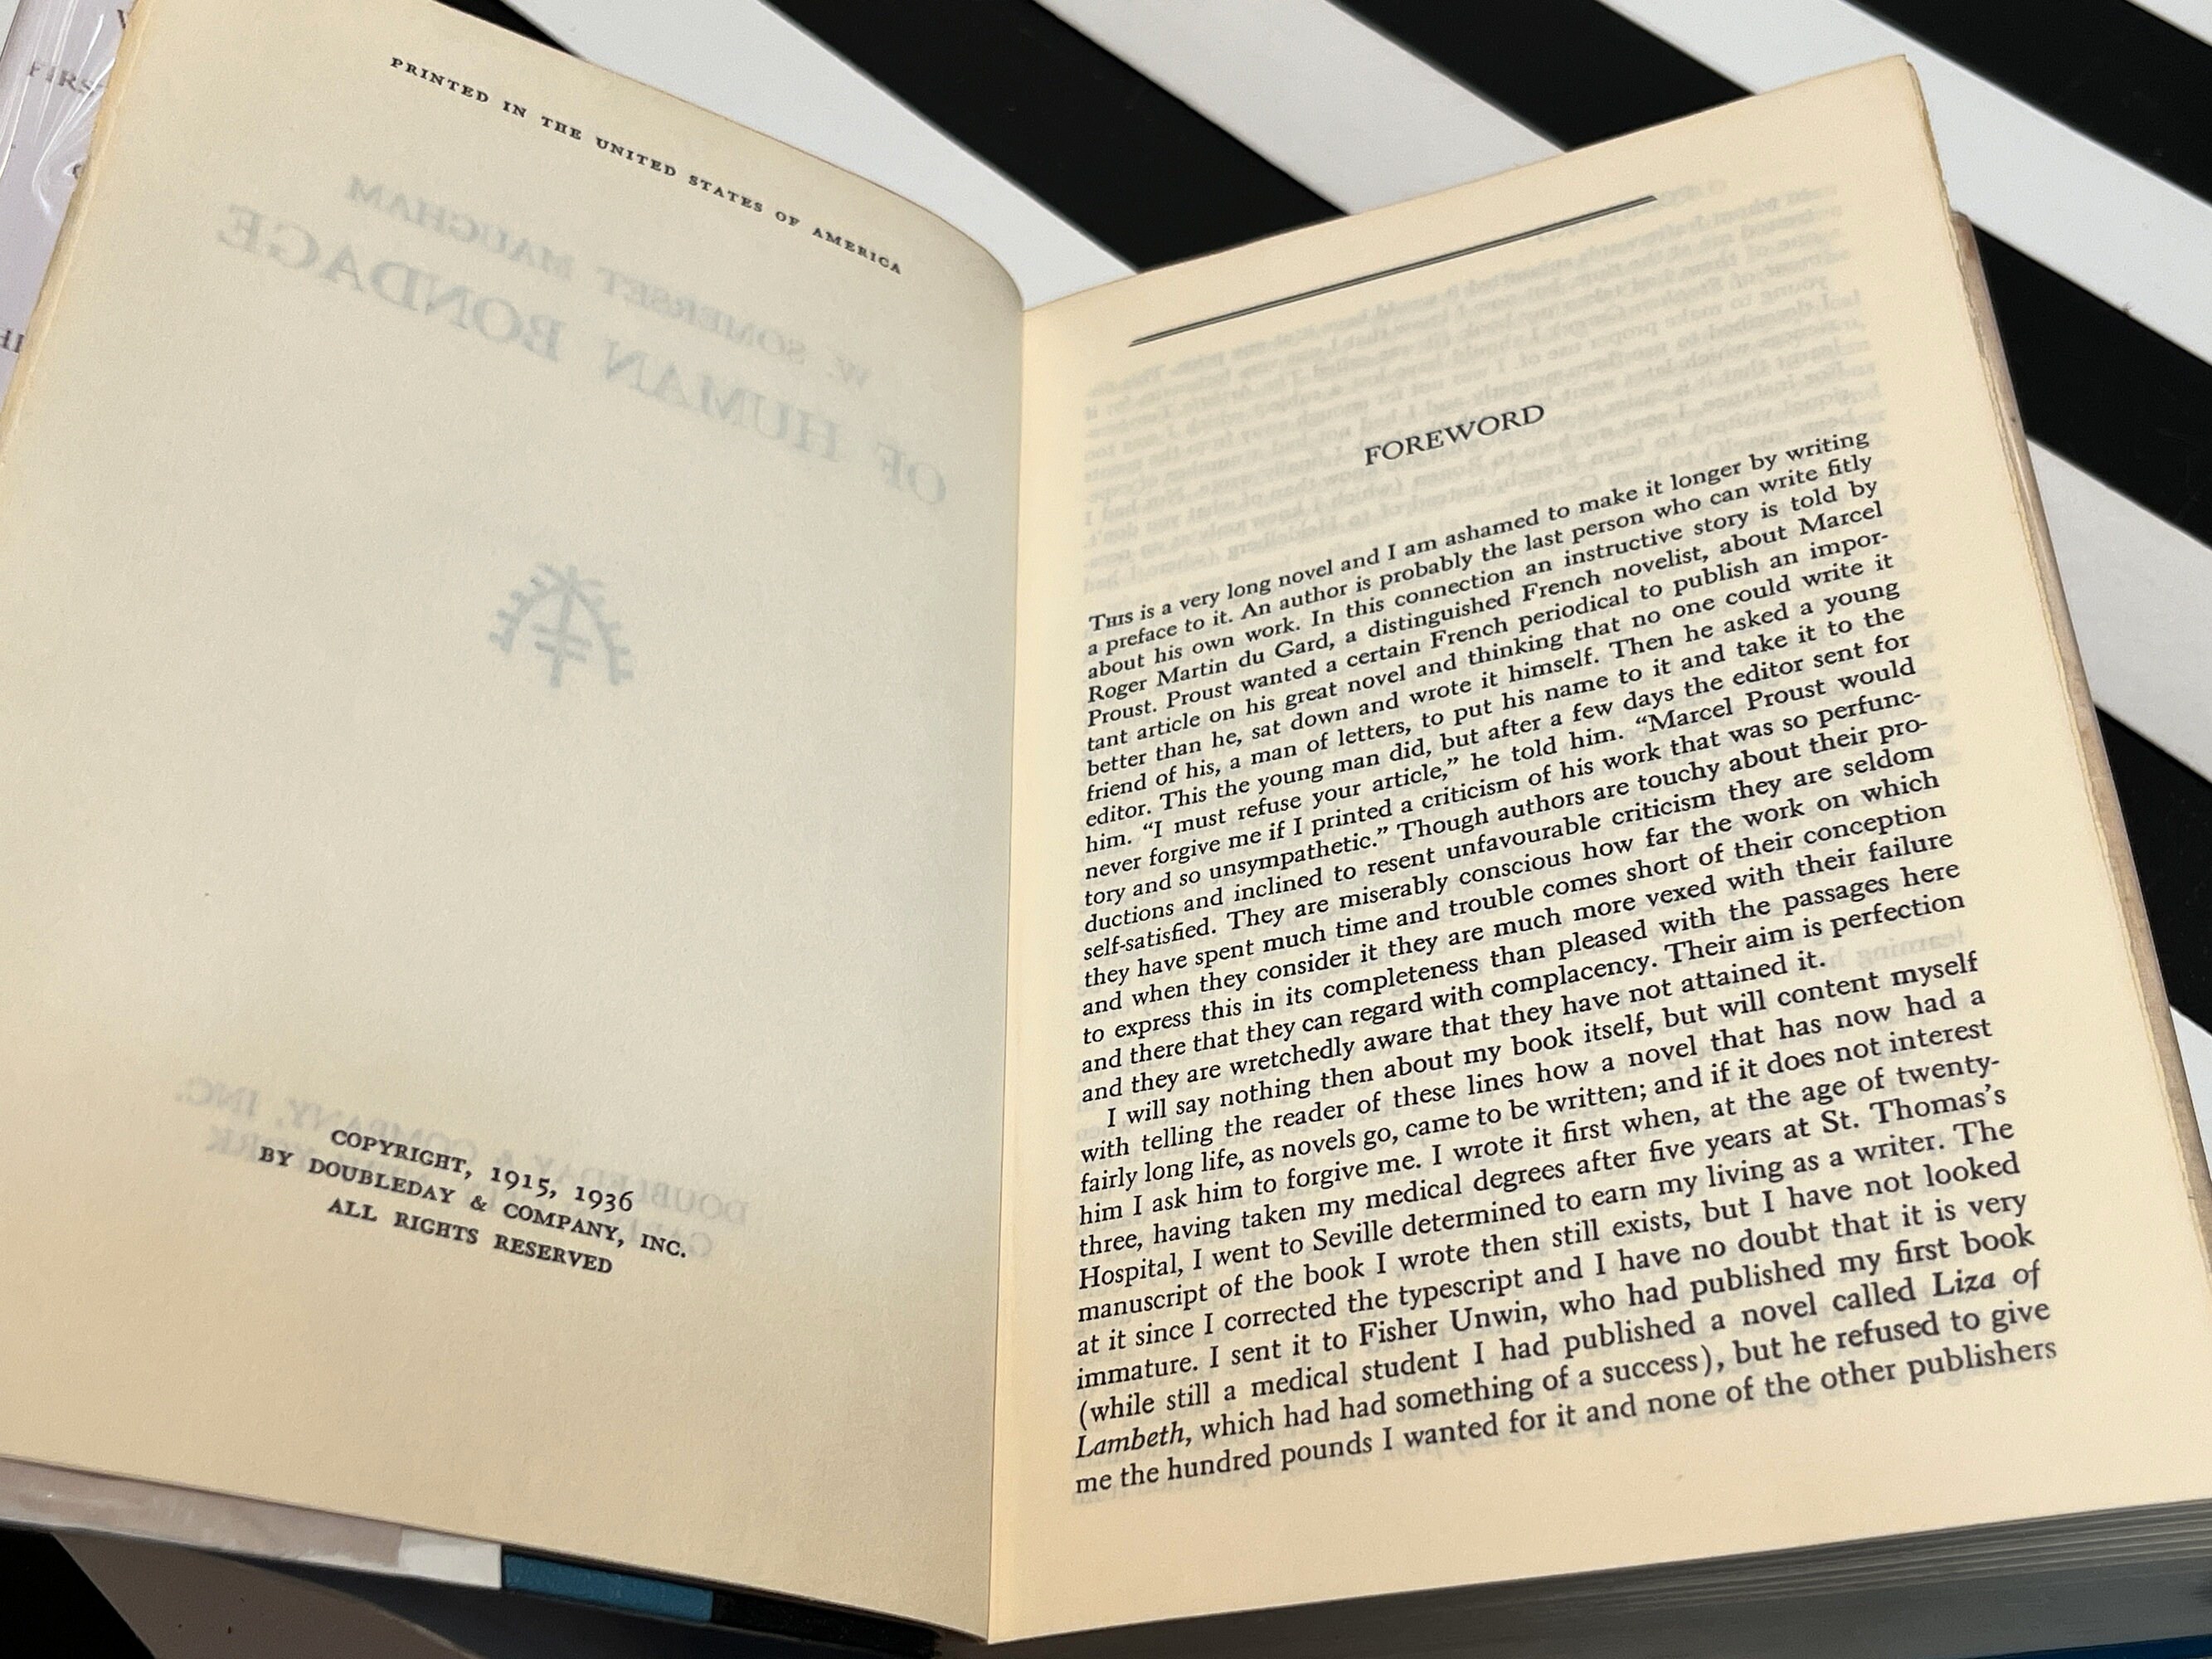 PRINTED IN THE UNITED STATES OF AMERICA
W. SOMERSET MAUGHAM
OF HUMAN BONDAGE
COPYRIGHT, 1915, 1936
BY DOUBLEDAY & COMPANY, INC.
ALL RIGHTS RESERVED
FOREWORD
THIS is a very long novel and I am ashamed to make it longer by writing
a preface to it. An author is probably the last person who can write fitly
about his own work. In this connection an instructive story is told by
Roger Martin du Gard, a distinguished French novelist, about Marcel
Proust. Proust wanted a certain French periodical to publish an impor-
tant article on his great novel and thinking that no one could write it
better than he, sat down and wrote it himself. Then he asked a young
friend of his, a man of letters, to put his name to it and take it to the
editor. This the young man did, but after a few days the editor sent for
him. “I must refuse your article,” he told him. “Marcel Proust would
never forgive me if I printed a criticism of his work that was so perfunc-
tory and so unsympathetic.” Though authors are touchy about their pro-
ductions and inclined to resent unfavourable criticism they are seldom
self-satisfied. They are miserably conscious how far the work on which
they have spent much time and trouble comes short of their conception
and when they consider it they are much more vexed with their failure
to express this in its completeness than pleased with the passages here
and there that they can regard with complacency. Their aim is perfection
and they are wretchedly aware that they have not attained it.
I will say nothing then about my book itself, but will content myself
with telling the reader of these lines how a novel that has now had a
fairly long life, as novels go, came to be written; and if it does not interest
him I ask him to forgive me. I wrote it first when, at the age of twenty-
three, having taken my medical degrees after five years at St. Thomas’s
Hospital, I went to Seville determined to earn my living as a writer. The
manuscript of the book I wrote then still exists, but I have not looked
at it since I corrected the typescript and I have no doubt that it is very
immature. I sent it to Fisher Unwin, who had published my first book
(while still a medical student I had published a novel called Liza of
Lambeth, which had had something of a success), but he refused to give
me the hundred pounds I wanted for it and none of the other publishers